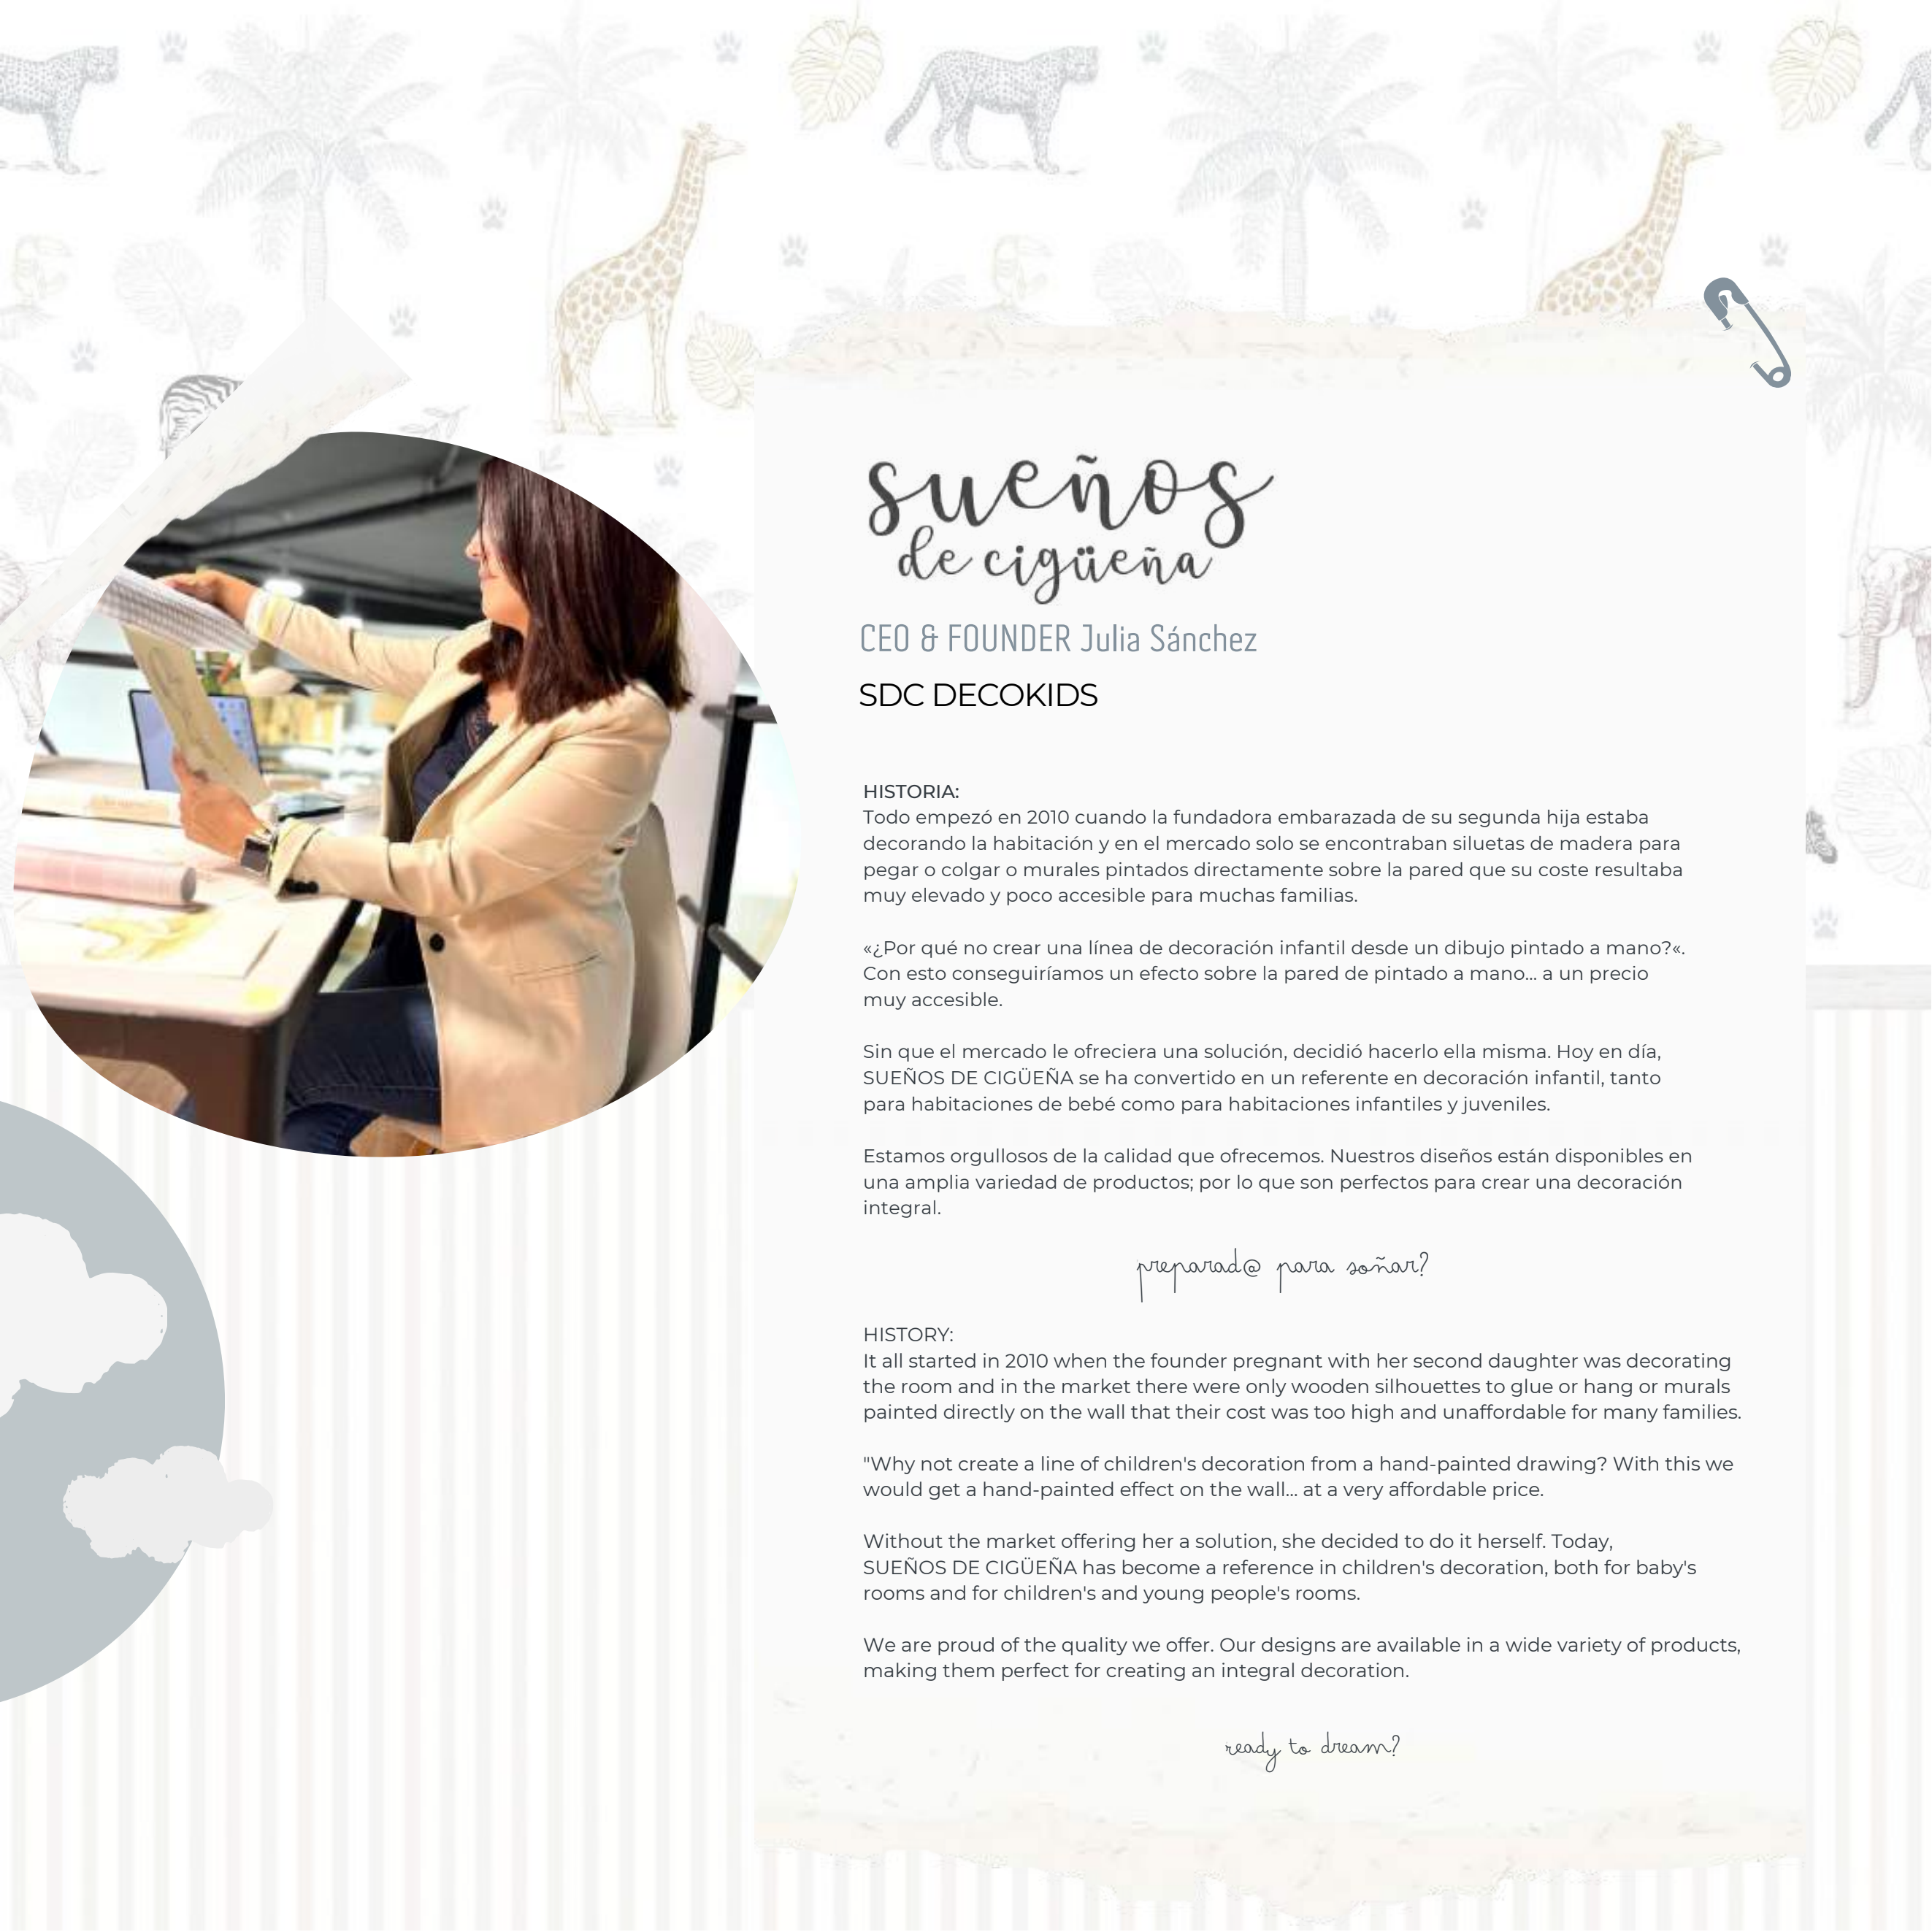 sueños
de cigüeña
CEO & FOUNDER Julia Sánchez
SDC DECOKIDS
HISTORIA:
Todo empezó en 2010 cuando la fundadora embarazada de su segunda hija estaba
decorando la habitación y en el mercado solo se encontraban siluetas de madera para
pegar o colgar o murales pintados directamente sobre la pared que su coste resultaba
muy elevado y poco accesible para muchas familias.
«¿Por qué no crear una línea de decoración infantil desde un dibujo pintado a mano?«.
Con esto conseguiríamos un efecto sobre la pared de pintado a mano... a un precio
muy accesible.
Sin que el mercado le ofreciera una solución, decidió hacerlo ella misma. Hoy en día,
SUEÑOS DE CIGÜEÑA se ha convertido en un referente en decoración infantil, tanto
para habitaciones de bebé como para habitaciones infantiles y juveniles.
Estamos orgullosos de la calidad que ofrecemos. Nuestros diseños están disponibles en
una amplia variedad de productos; por lo que son perfectos para crear una decoración
integral.
preparad@ para soñar?
HISTORY:
It all started in 2010 when the founder pregnant with her second daughter was decorating
the room and in the market there were only wooden silhouettes to glue or hang or murals
painted directly on the wall that their cost was too high and unaffordable for many families.
"Why not create a line of children's decoration from a hand-painted drawing? With this we
would get a hand-painted effect on the wall... at a very affordable price.
Without the market offering her a solution, she decided to do it herself. Today,
SUEÑOS DE CIGÜEÑA has become a reference in children's decoration, both for baby's
rooms and for children's and young people's rooms.
We are proud of the quality we offer. Our designs are available in a wide variety of products,
making them perfect for creating an integral decoration.
ready to dream?